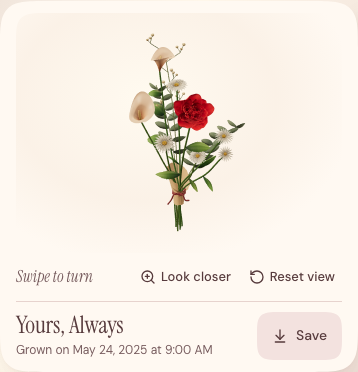 Swipe to turn
Look closer
Reset view
Yours, Always
Grown on May 24, 2025 at 9:00 AM
Save